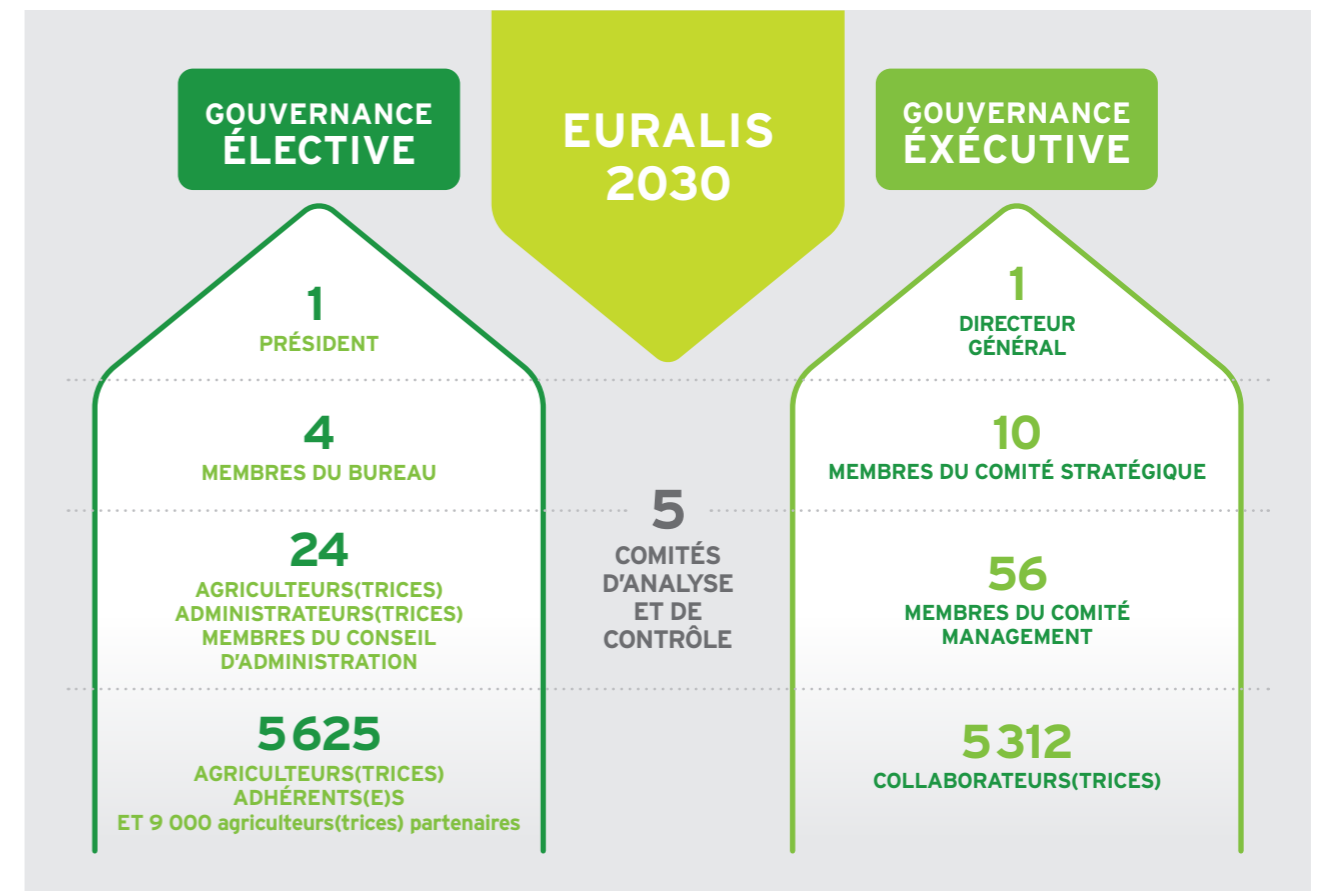 GOUVERNANCE
ÉLECTIVE
1
PRÉSIDENT
4
MEMBRES DU BUREAU
24
AGRICULTEURS(TRICES)
ADMINISTRATEURS(TRICES)
MEMBRES DU CONSEIL
D'ADMINISTRATION
5 625
AGRICULTEURS(TRICES)
ADHÉRENTS(E)S
ET 9 000 agriculteurs(trices) partenaires
EURALIS
2030
5
COMITÉS
D'ANALYSE
ET DE
CONTRÔLE
GOUVERNANCE
ÉXÉCUTIVE
1
DIRECTEUR
GÉNÉRAL
10
MEMBRES DU COMITÉ STRATÉGIQUE
56
MEMBRES DU COMITÉ
MANAGEMENT
5 312
COLLABORATEURS(TRICES)